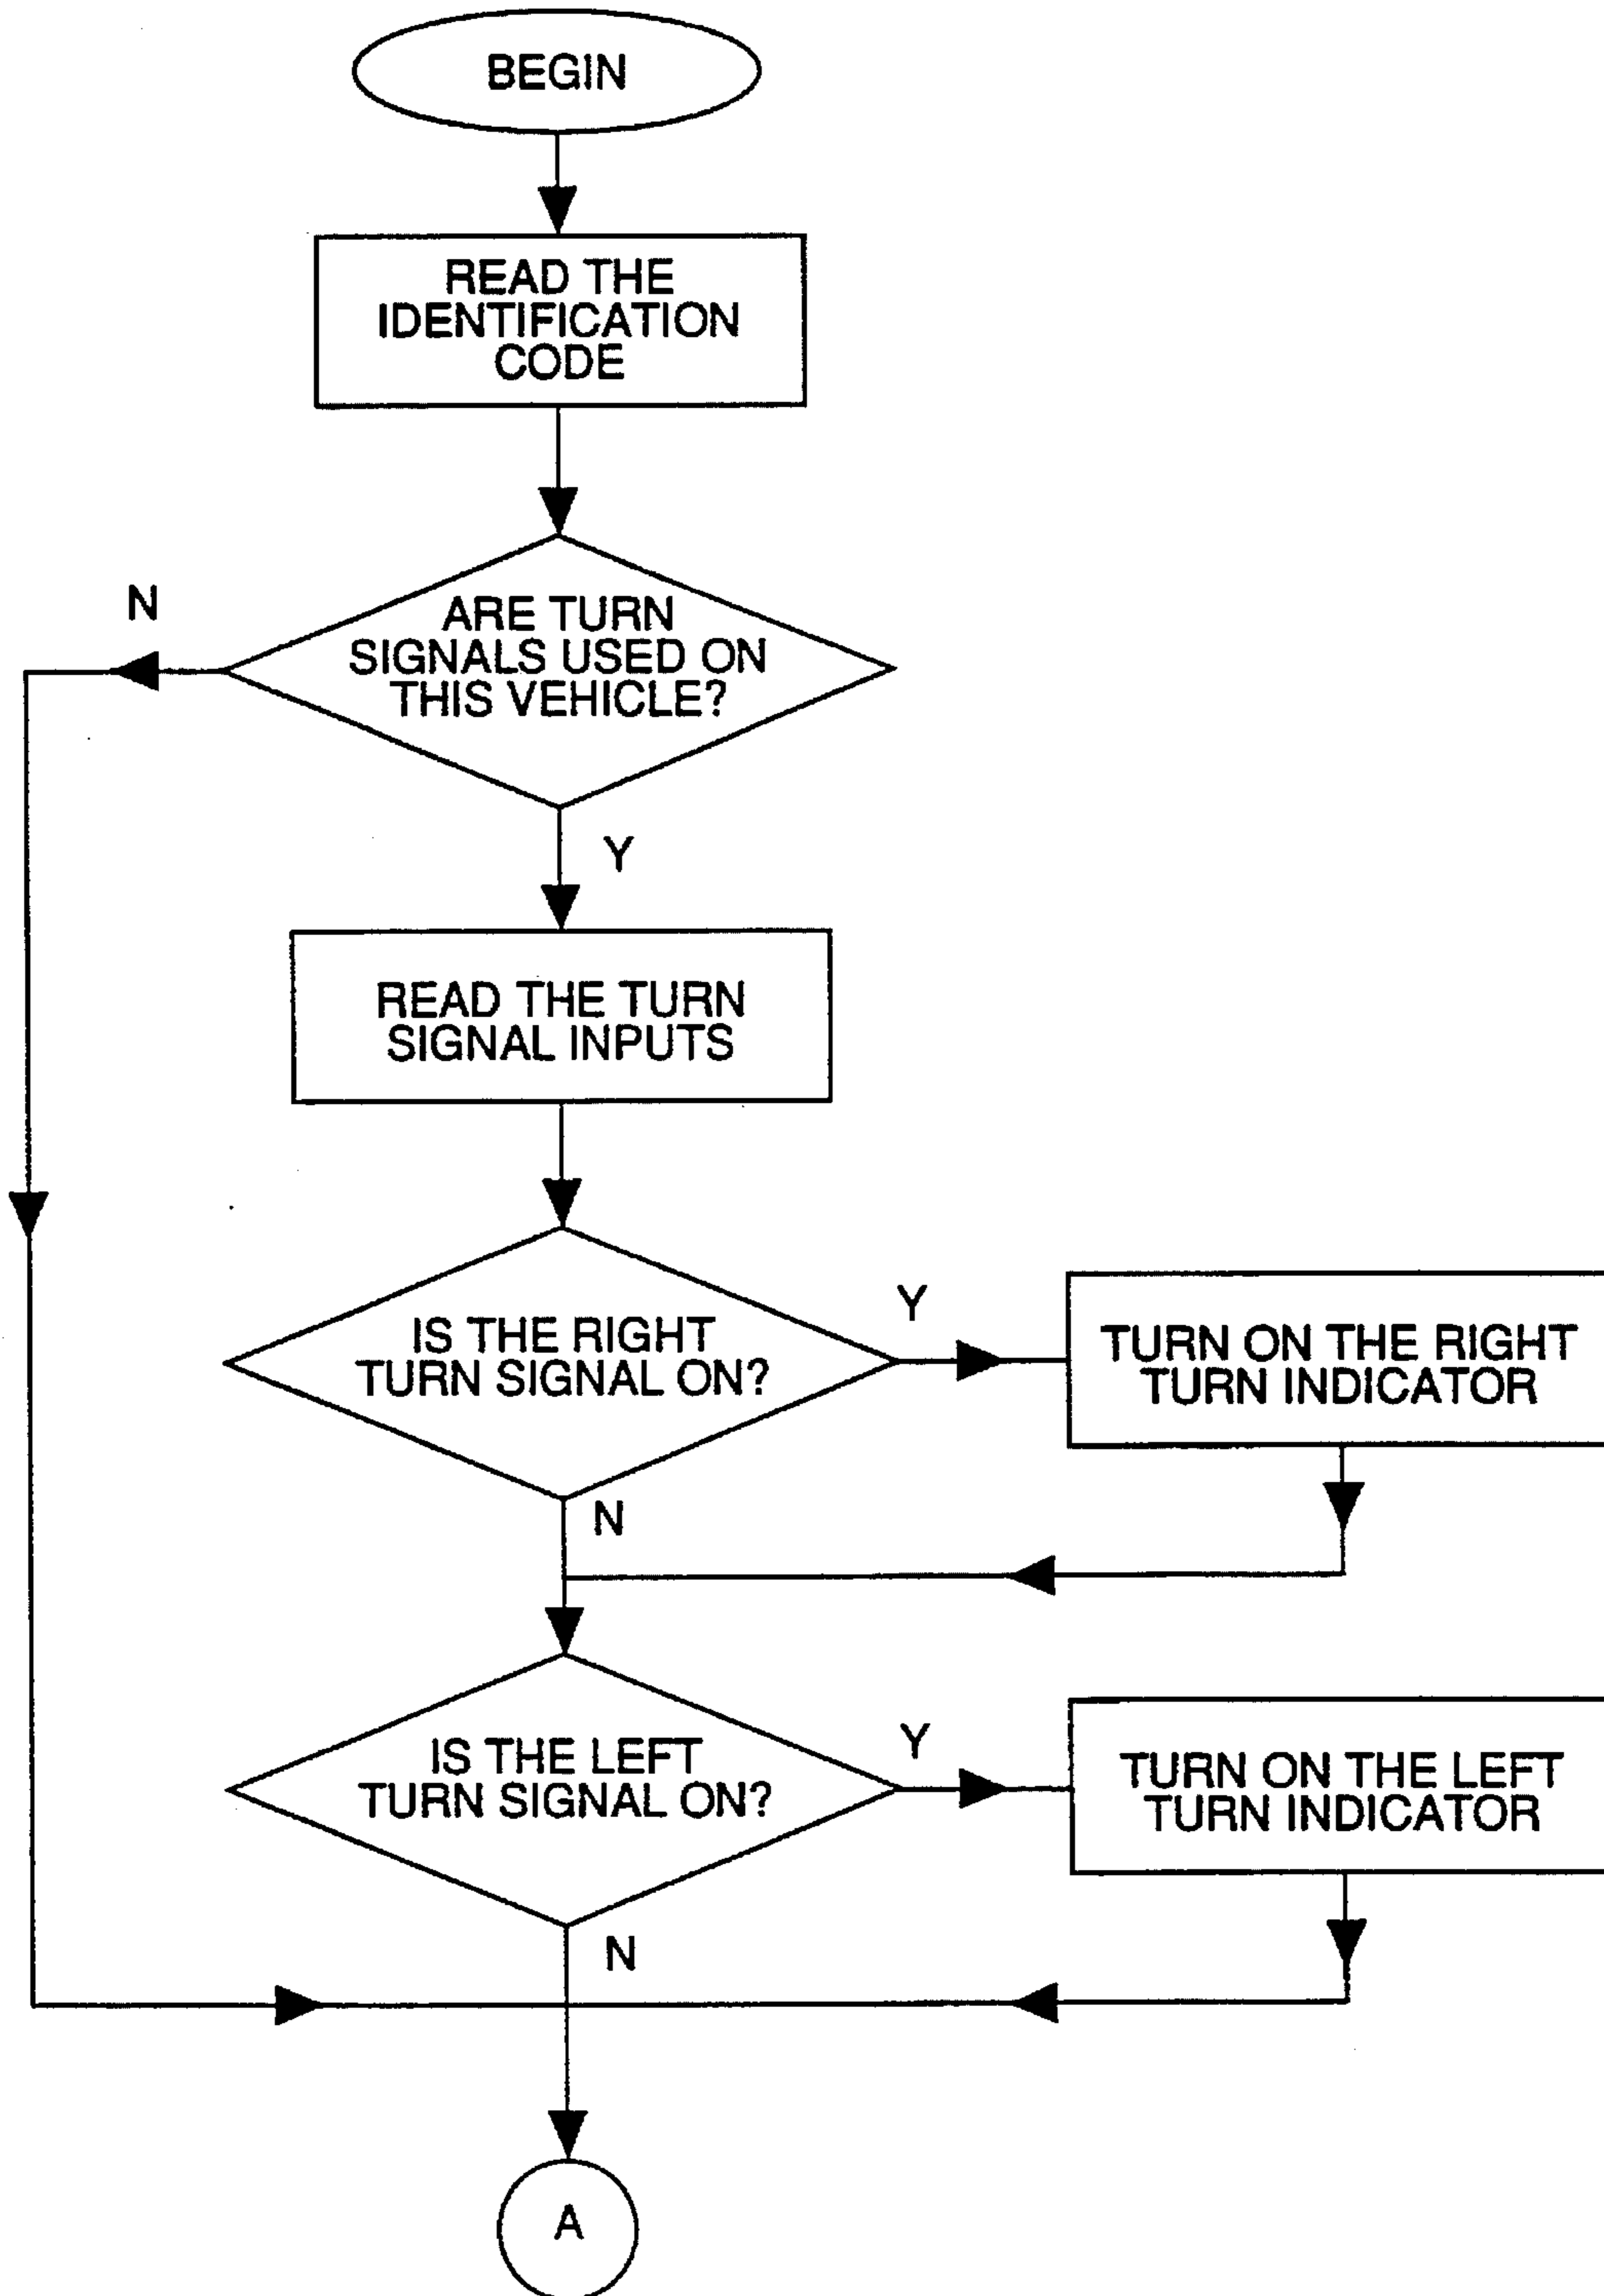 BEGIN
READ THE
IDENTIFICATION
CODE
N
ARE TURN
SIGNALS USED ON
THIS VEHICLE?
Y
READ THE TURN
SIGNAL INPUTS
IS THE RIGHT
TURN SIGNAL ON?
Y
TURN ON THE RIGHT
TURN INDICATOR
N
IS THE LEFT
TURN SIGNAL ON?
Y
TURN ON THE LEFT
TURN INDICATOR
N
A